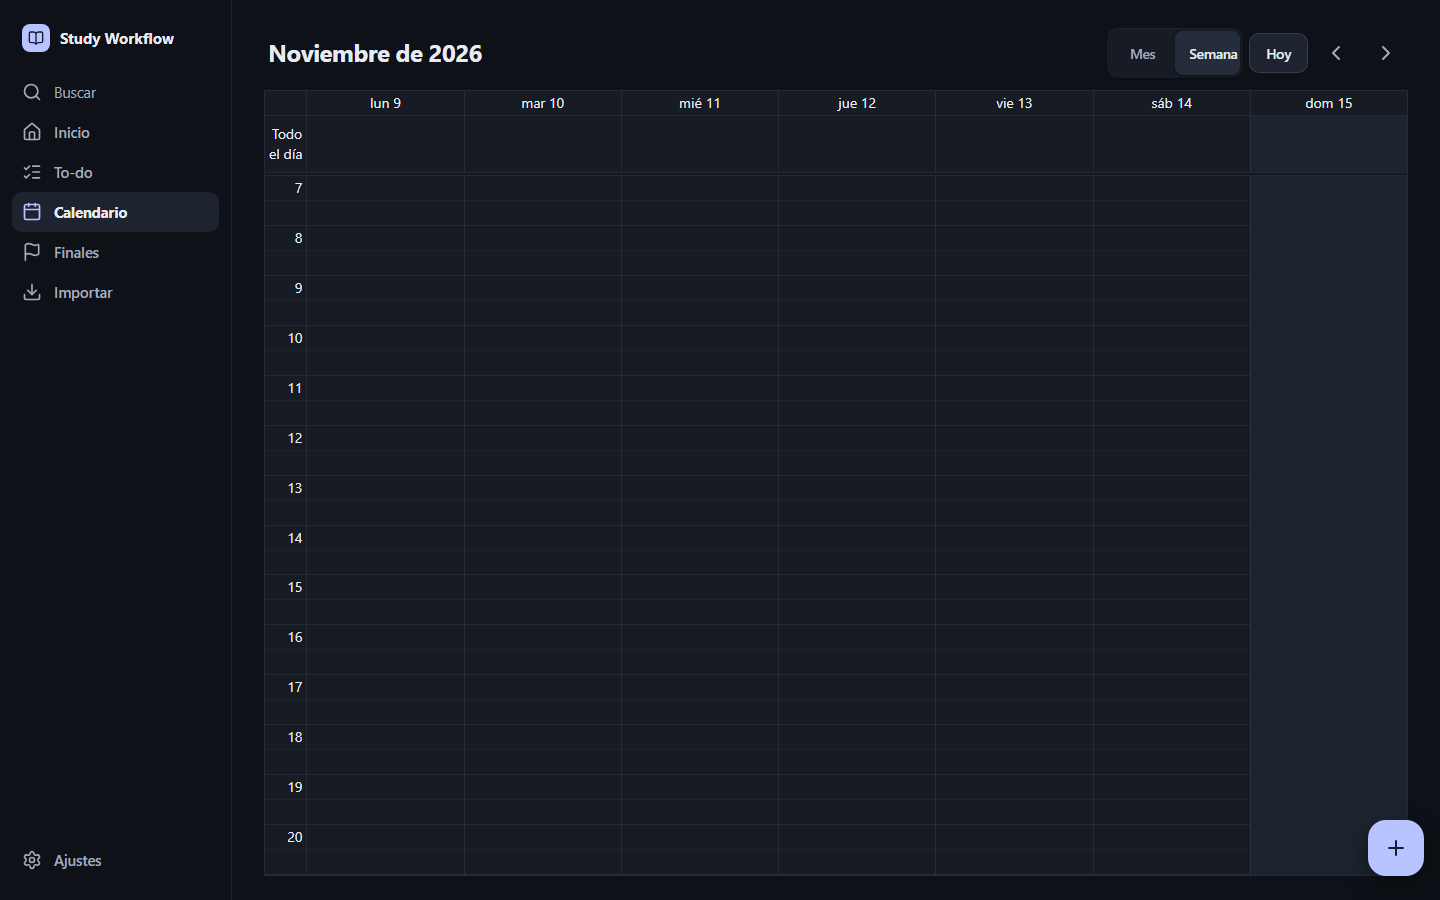 Study Workflow
Buscar
Inicio
To-do
Calendario
Finales
Importar
Ajustes
Noviembre de 2026
Mes Semana Hoy
lun 9 mar 10 mié 11 jue 12 vie 13 sáb 14 dom 15
Todo
el día
7
8
9
10
11
12
13
14
15
16
17
18
19
20